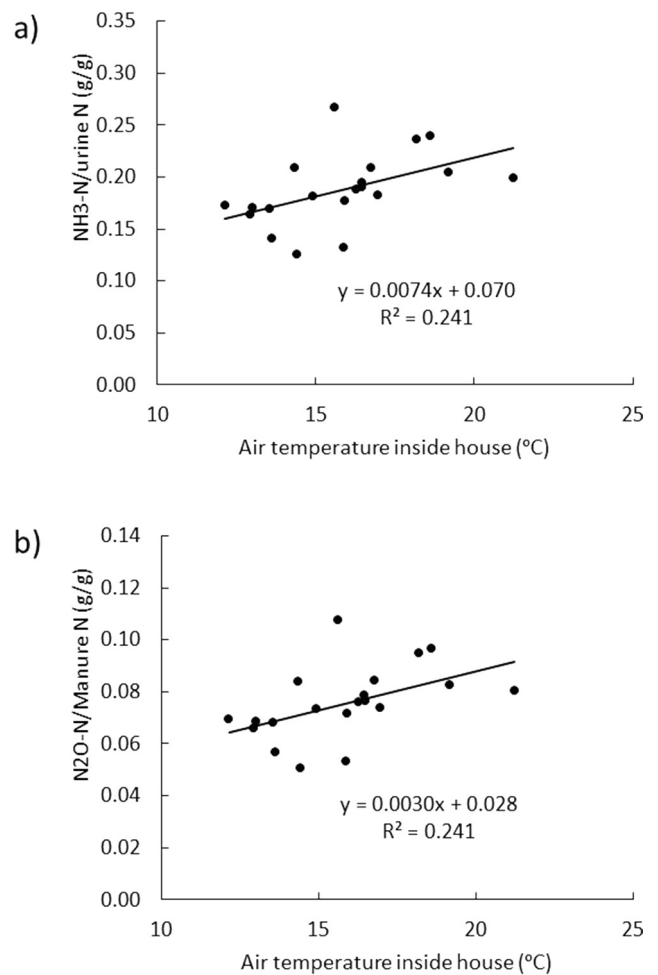 a)
NH3-N/urine N (g/g)
0.35
0.30
0.25
0.20
0.15
0.10
0.05
0.00
y = 0.0074x + 0.070
R² = 0.241
10 15 20 25
Air temperature inside house (°C)
b)
N2O-N/Manure N (g/g)
0.14
0.12
0.10
0.08
0.06
0.04
0.02
0.00
y = 0.0030x + 0.028
R² = 0.241
10 15 20 25
Air temperature inside house (°C)